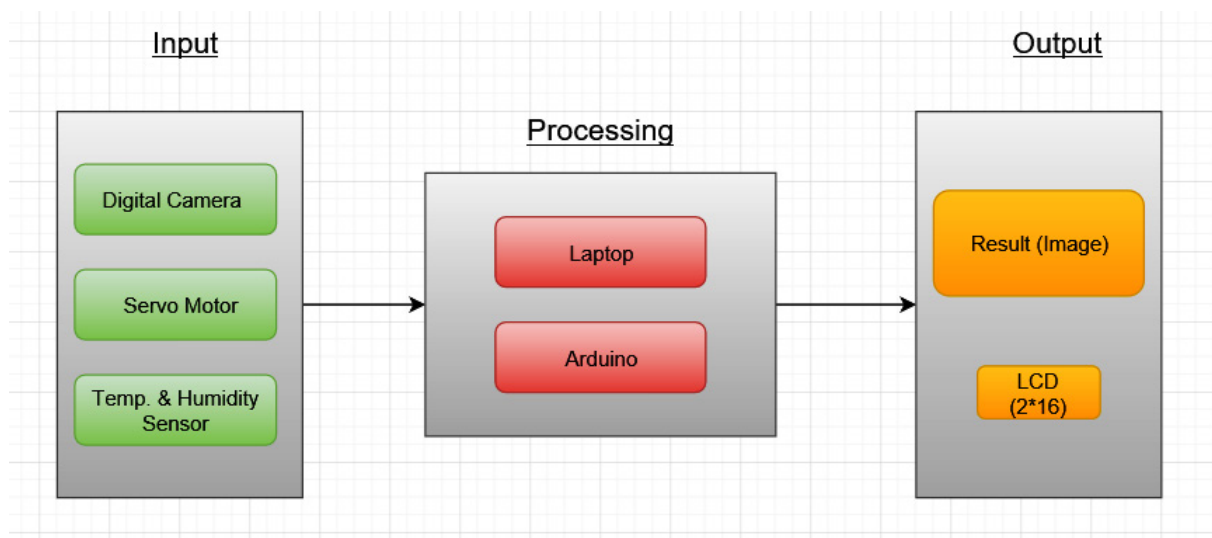 Input
Digital Camera
Servo Motor
Temp. & Humidity
Sensor
Processing
Laptop
Arduino
Output
Result (Image)
LCD
(2*16)